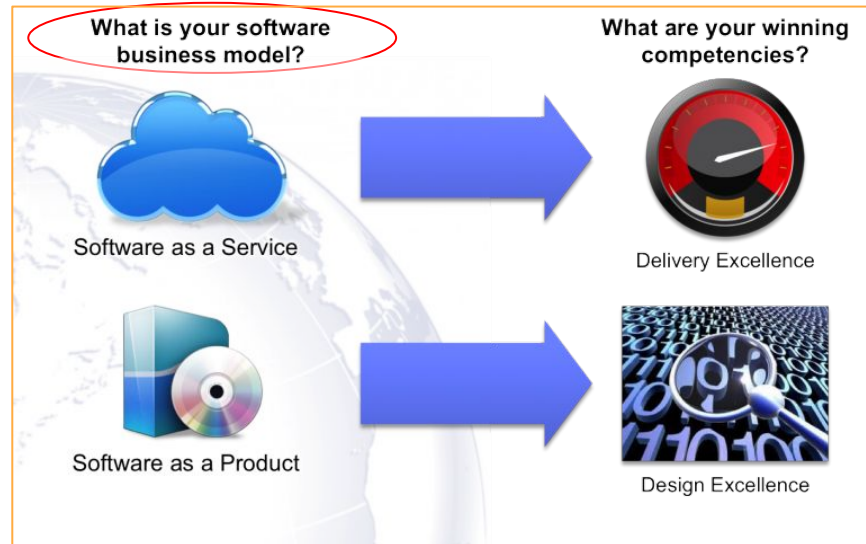 What is your software
business model?
What are your winning
competencies?
Software as a Service
Delivery Excellence
Software as a Product
Design Excellence